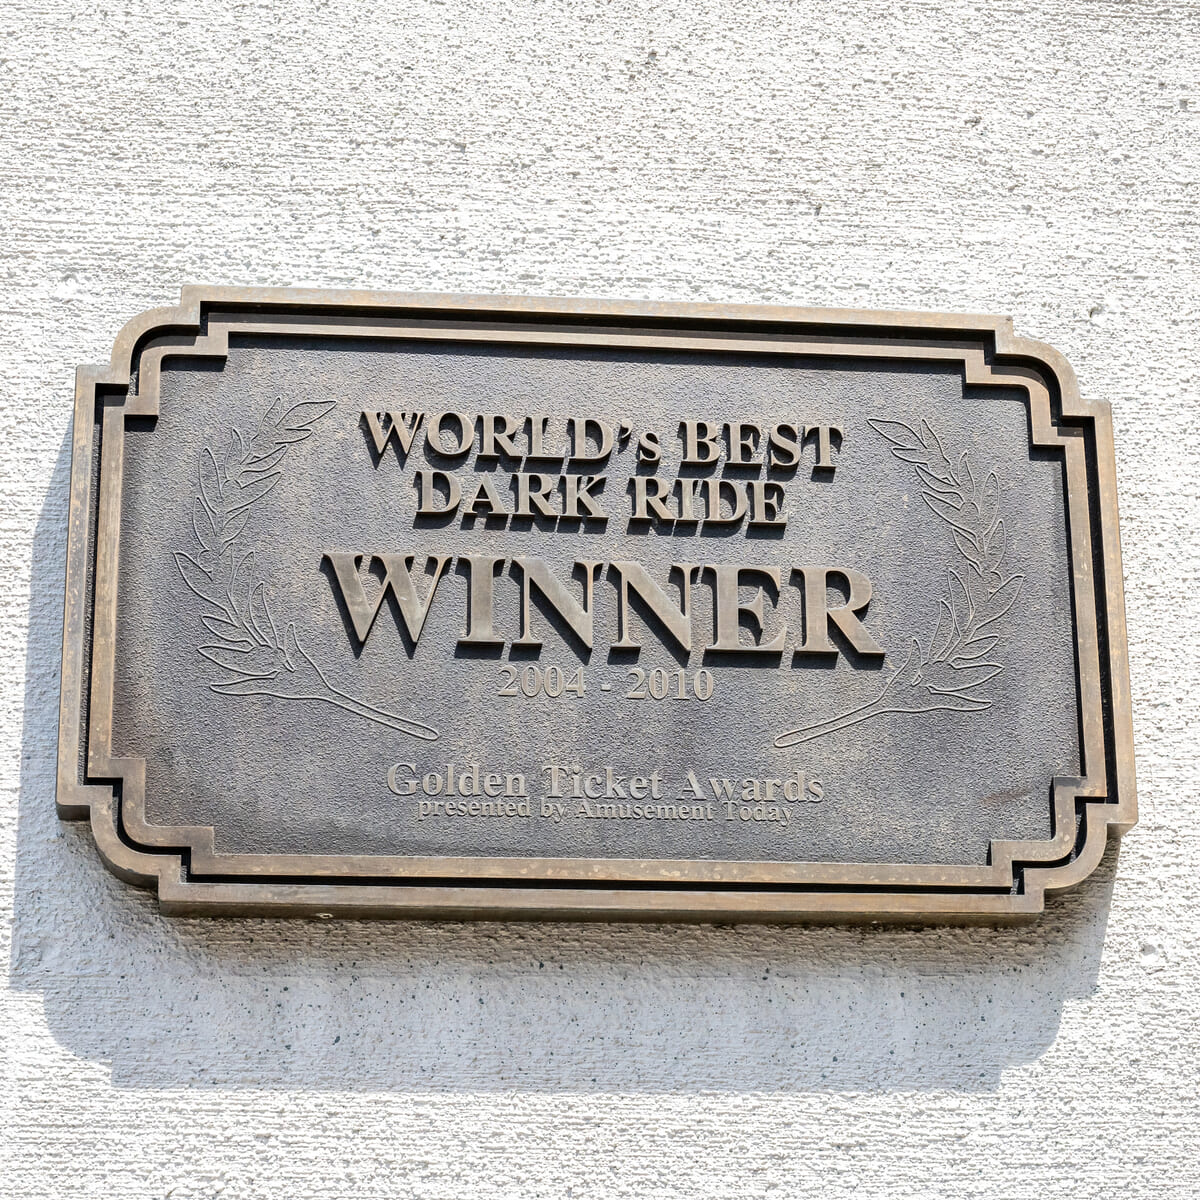 WORLD's BEST
DARK RIDE
WINNER
2004 - 2010
Golden Ticket Awards
presented by Amusement Today